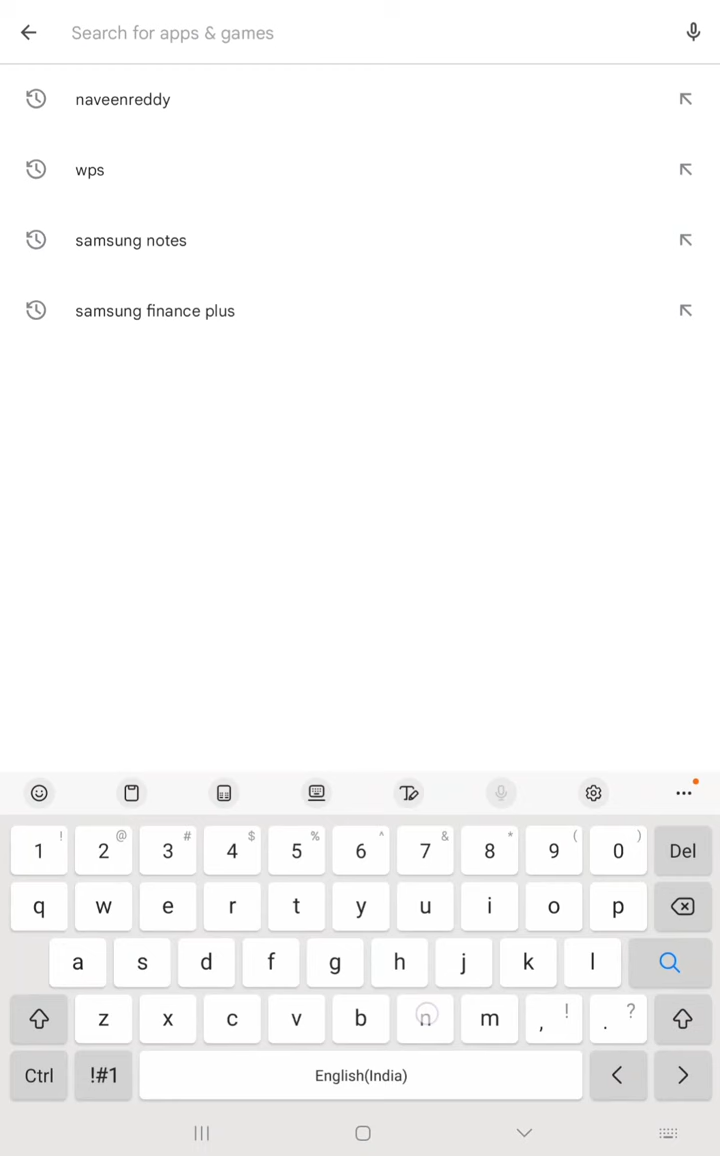 Search for apps & games
naveenreddy
wps
samsung notes
samsung finance plus
1 ! 2 @ 3 # 4 $ 5 % 6 ^ 7 & 8 * 9 ( 0 ) Del
q w e r t y u i o p
a s d f g h j k l
z x c v b n m , ! . ?
Ctrl !#1 English(India) < >